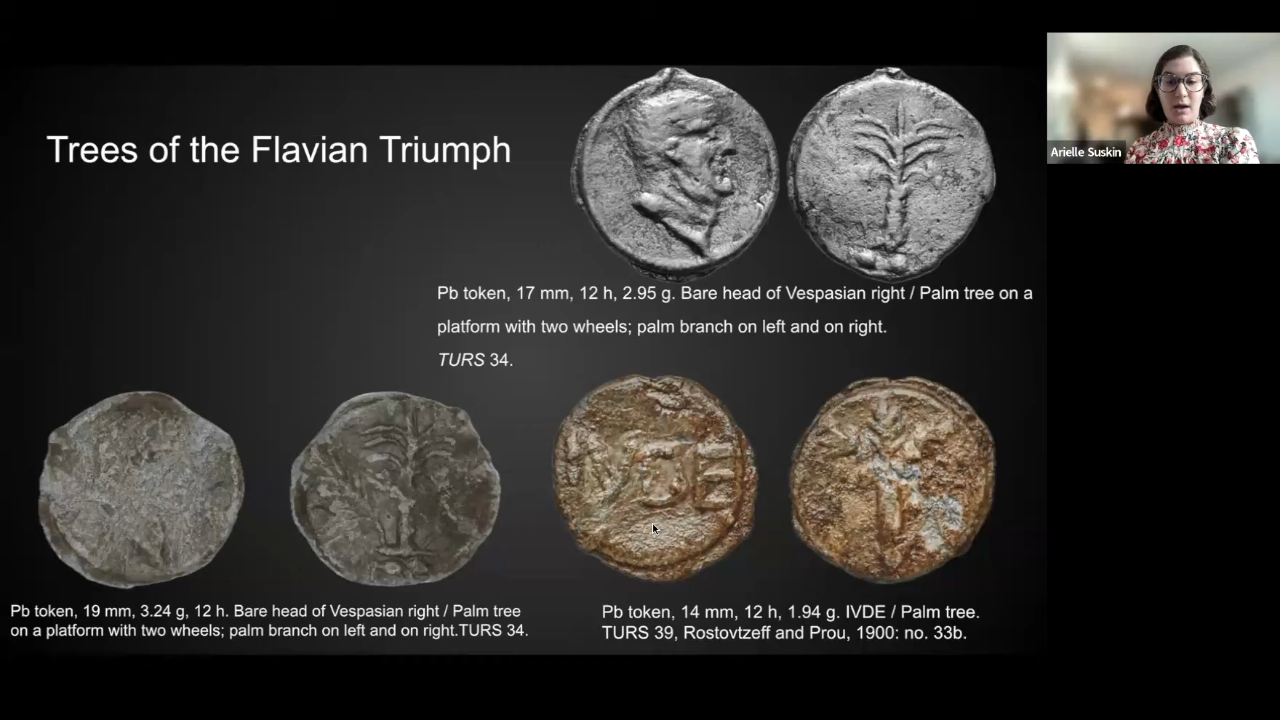 Trees of the Flavian Triumph
Arielle Suskin
Pb token, 17 mm, 12 h, 2.95 g. Bare head of Vespasian right / Palm tree on a
platform with two wheels; palm branch on left and on right.
TURS 34.
IVDE
Pb token, 19 mm, 3.24 g, 12 h. Bare head of Vespasian right / Palm tree
on a platform with two wheels; palm branch on left and on right.TURS 34.
Pb token, 14 mm, 12 h, 1.94 g. IVDE / Palm tree.
TURS 39, Rostovtzeff and Prou, 1900: no. 33b.